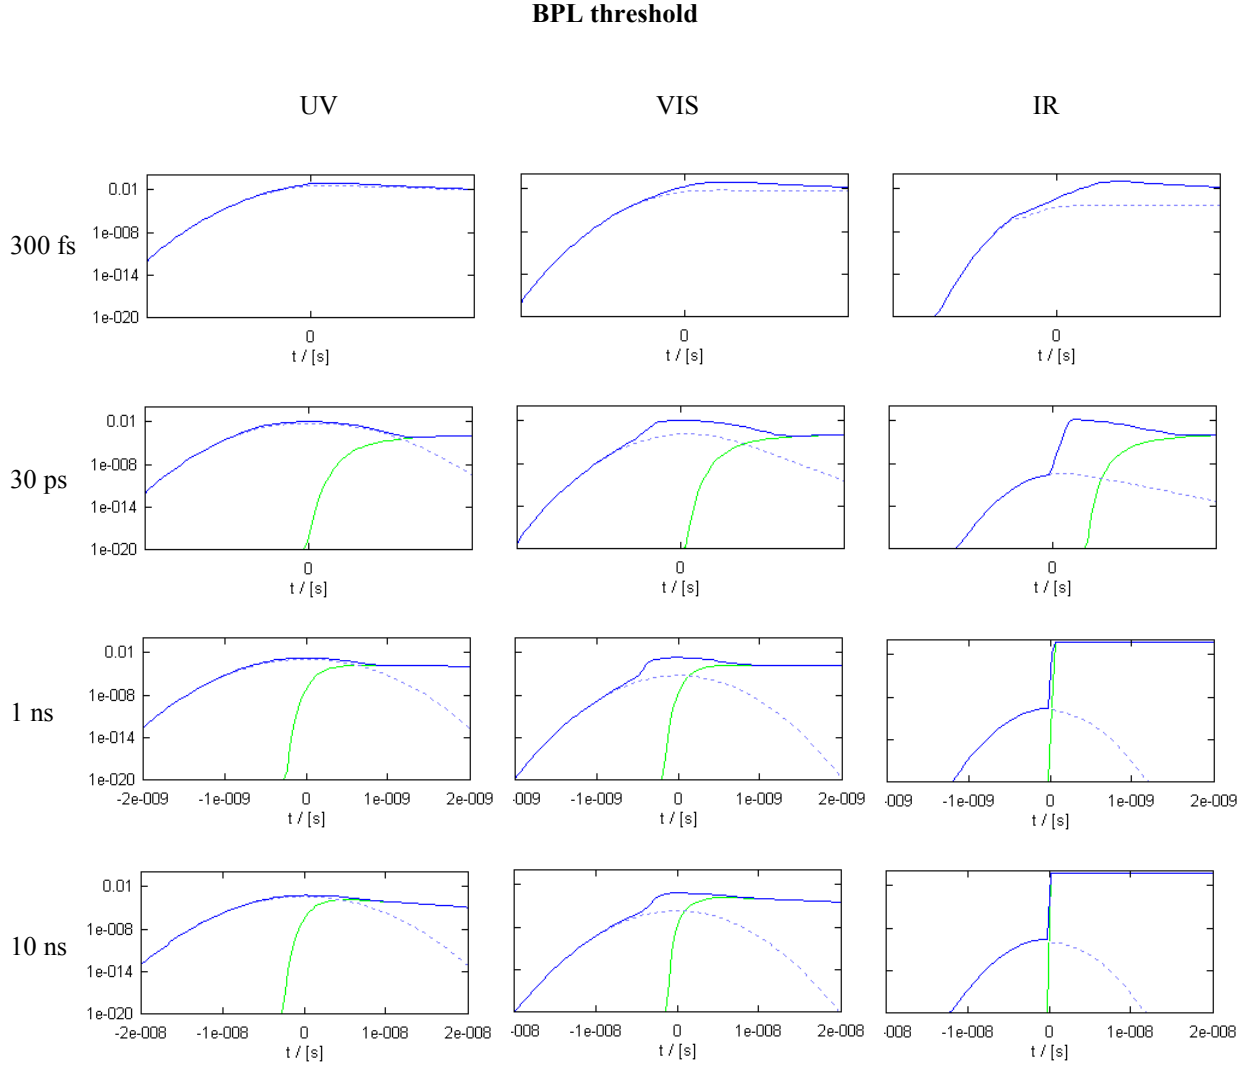 BPL threshold
UV VIS IR
300 fs
0.01
1e-008
1e-014
1e-020
0 0 0
t / [s] t / [s] t / [s]
30 ps
0.01
1e-008
1e-014
1e-020
0 0 0
t / [s] t / [s] t / [s]
1 ns
0.01
1e-008
1e-014
1e-020
-2e-009 -1e-009 0 1e-009 2e-009 -009 -1e-009 0 1e-009 2e-009 -009 -1e-009 0 1e-009 2e-009
t / [s] t / [s] t / [s]
10 ns
0.01
1e-008
1e-014
1e-020
-2e-008 -1e-008 0 1e-008 2e-008 -008 -1e-008 0 1e-008 2e-008 -008 -1e-008 0 1e-008 2e-008
t / [s] t / [s] t / [s]